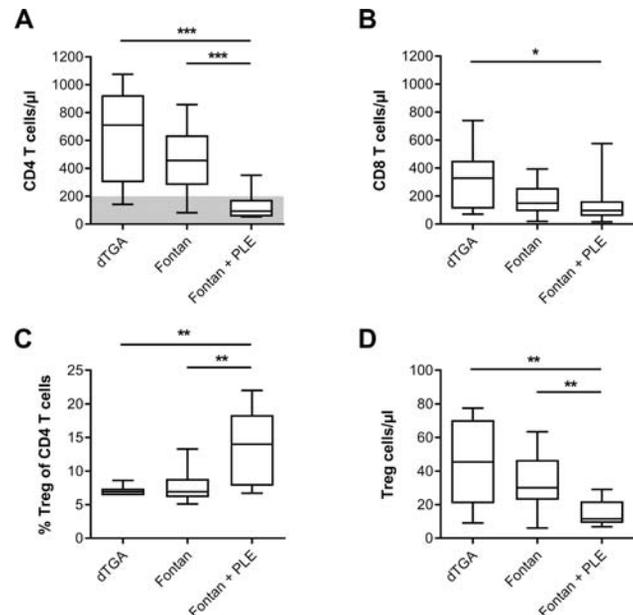 A
***
***
CD4 T cells/µl
1200
1000
800
600
400
200
0
dTGA
Fontan
Fontan + PLE
B
*
CD8 T cells/µl
1200
1000
800
600
400
200
0
dTGA
Fontan
Fontan + PLE
C
**
**
% Treg of CD4 T cells
25
20
15
10
5
0
dTGA
Fontan
Fontan + PLE
D
**
**
Treg cells/µl
100
80
60
40
20
0
dTGA
Fontan
Fontan + PLE